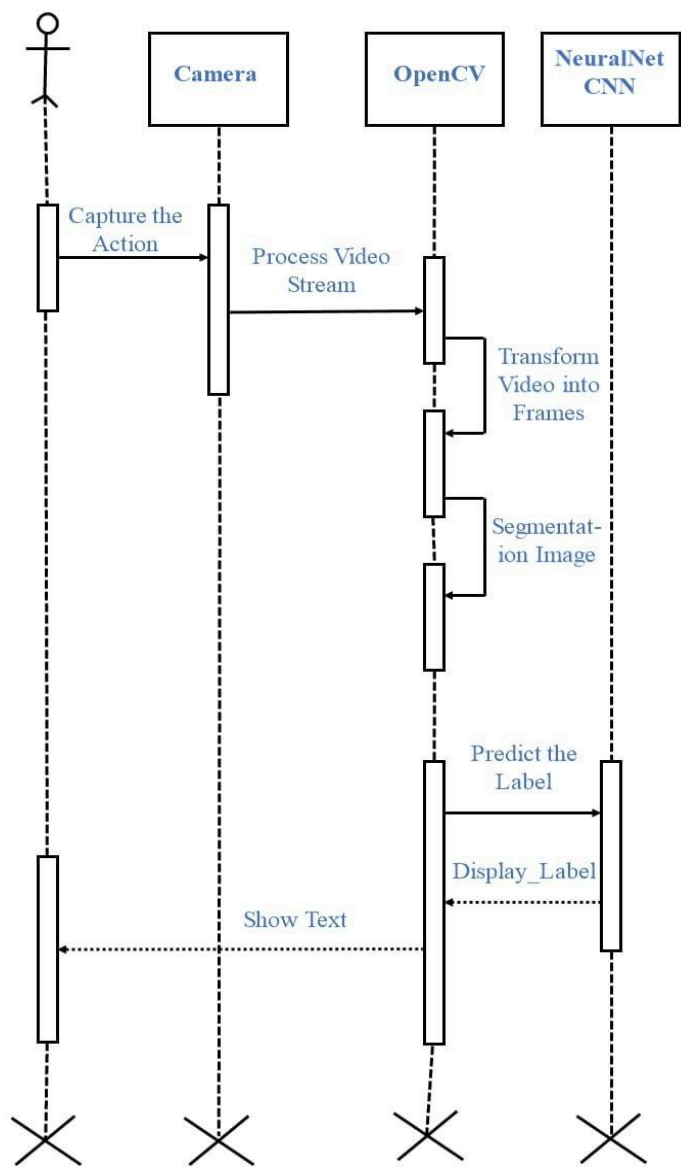 Camera
OpenCV
NeuralNet
CNN
Capture the
Action
Process Video
Stream
Transform
Video into
Frames
Segmentat-
ion Image
Predict the
Label
Display_Label
Show Text